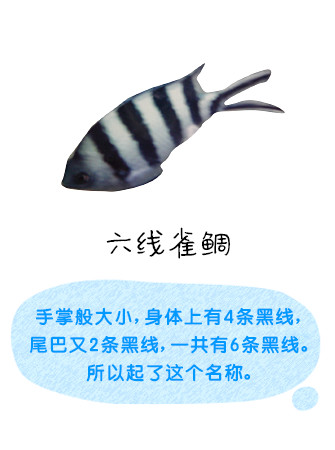 六线雀鲷
手掌般大小，身体上有4条黑线，
尾巴又2条黑线，一共有6条黑线。
所以起了这个名称。